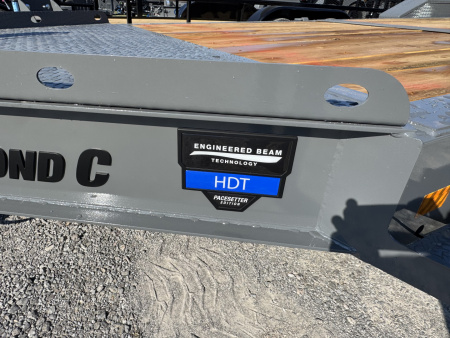 OND C
ENGINEERED BEAM
TECHNOLOGY
HDT
PACESETTER
EDITION